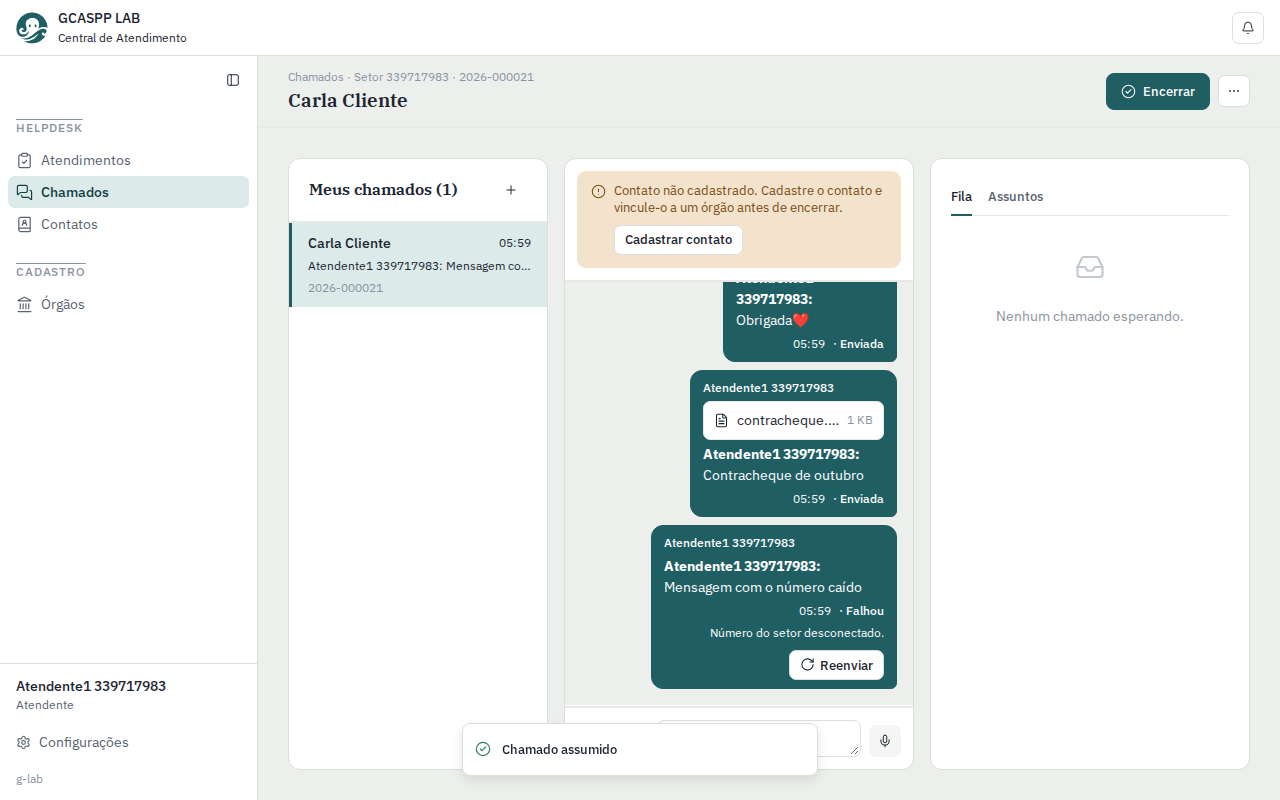 GCASPP LAB
Central de Atendimento
HELPDESK
Atendimentos
Chamados
Contatos
CADASTRO
Órgãos
Atendente1 339717983
Atendente
Configurações
g-lab
Chamados · Setor 339717983 · 2026-000021
Carla Cliente
Encerrar
Meus chamados (1)
Carla Cliente 05:59
Atendente1 339717983: Mensagem co...
2026-000021
Contato não cadastrado. Cadastre o contato e
vincule-o a um órgão antes de encerrar.
Cadastrar contato
339717983:
Obrigada❤️
05:59 · Enviada
Atendente1 339717983
contracheque.... 1 KB
Atendente1 339717983:
Contracheque de outubro
05:59 · Enviada
Atendente1 339717983
Atendente1 339717983:
Mensagem com o número caído
05:59 · Falhou
Número do setor desconectado.
Reenviar
Chamado assumido
Fila Assuntos
Nenhum chamado esperando.